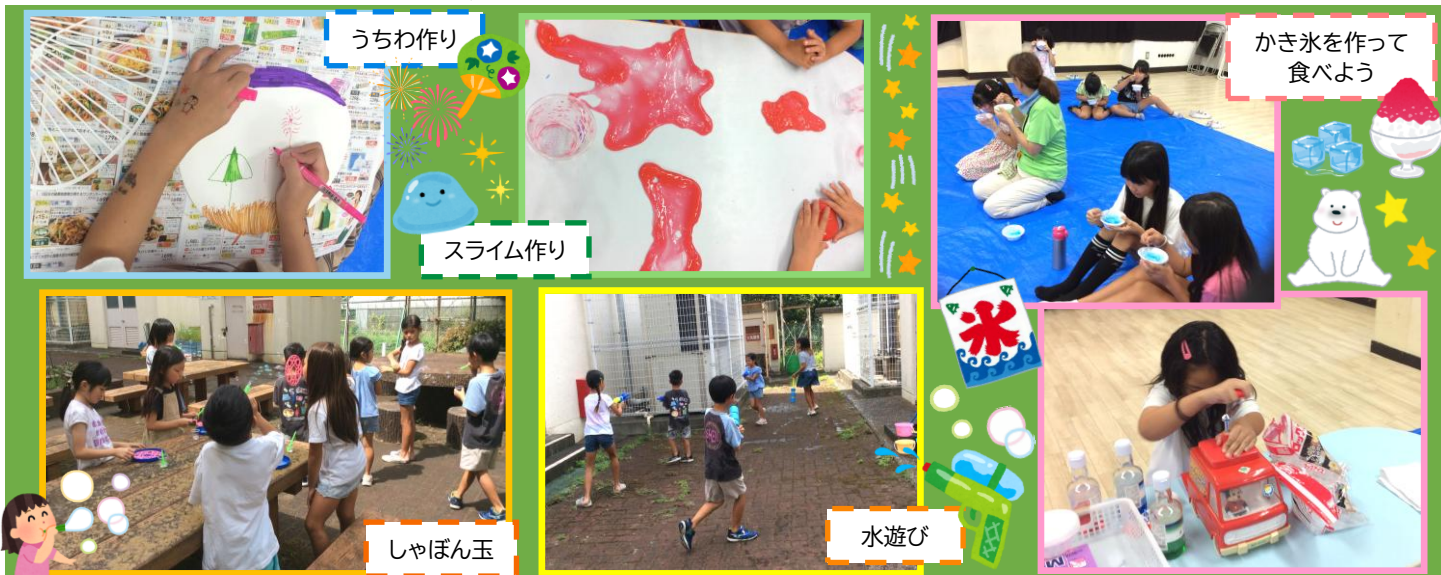 うちわ作り
スライム作り
かき氷を作って
食べよう
氷
しゃぼん玉
水遊び